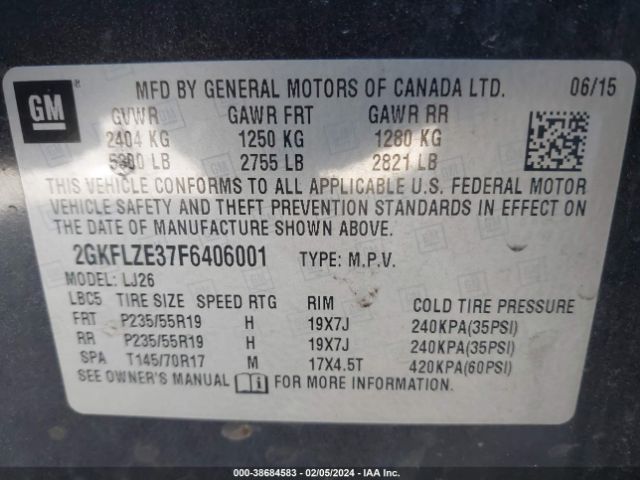 GM
®
MFD BY GENERAL MOTORS OF CANADA LTD. 06/15
GVWR GAWR FRT GAWR RR
2404 KG 1250 KG 1280 KG
5300 LB 2755 LB 2821 LB
THIS VEHICLE CONFORMS TO ALL APPLICABLE U.S. FEDERAL MOTOR
VEHICLE SAFETY AND THEFT PREVENTION STANDARDS IN EFFECT ON
THE DATE OF MANUFACTURE SHOWN ABOVE.
2GKFLZE37F6406001 TYPE: M.P.V.
MODEL: LJ26
LBC5 TIRE SIZE SPEED RTG RIM COLD TIRE PRESSURE
FRT P235/55R19 H 19X7J 240KPA(35PSI)
RR P235/55R19 H 19X7J 240KPA(35PSI)
SPA T145/70R17 M 17X4.5T 420KPA(60PSI)
SEE OWNER'S MANUAL i FOR MORE INFORMATION.
000-38684583 - 02/05/2024 - IAA Inc.